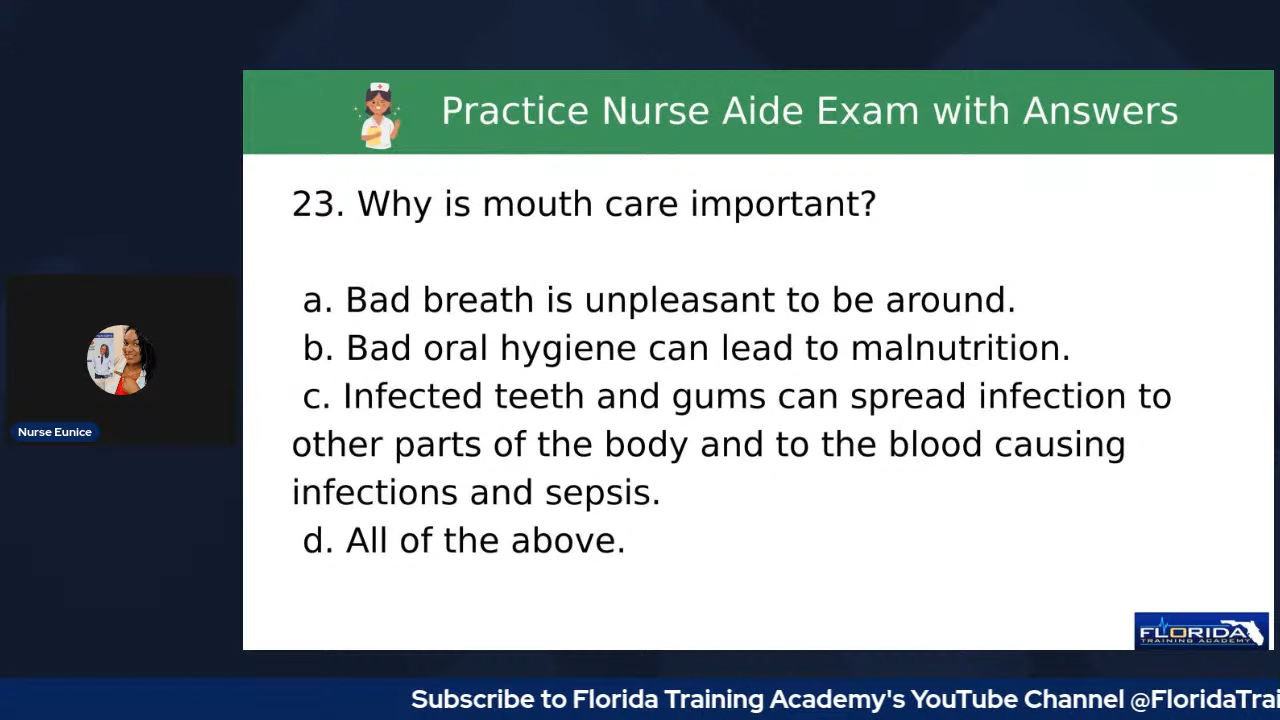 Practice Nurse Aide Exam with Answers
23. Why is mouth care important?
a. Bad breath is unpleasant to be around.
b. Bad oral hygiene can lead to malnutrition.
c. Infected teeth and gums can spread infection to
other parts of the body and to the blood causing
infections and sepsis.
d. All of the above.
Nurse Eunice
FLORIDA
TRAINING ACADEMY
Subscribe to Florida Training Academy's YouTube Channel @FloridaTrai